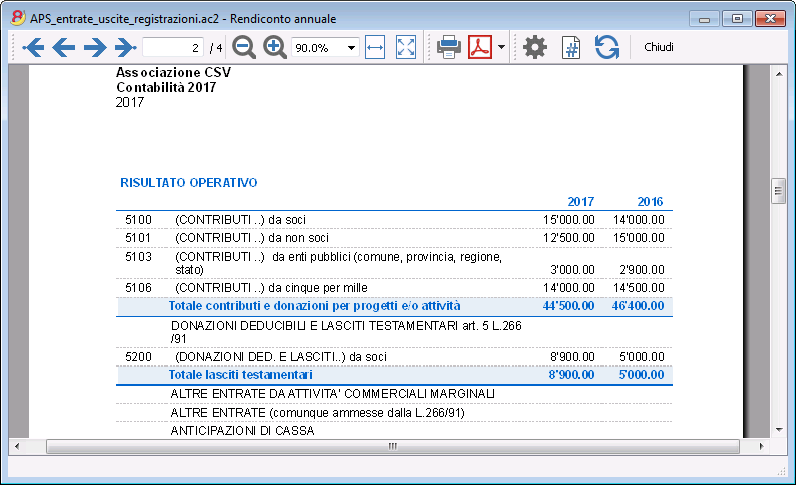 APS_entrate_uscite_registrazioni.ac2 - Rendiconto annuale
2 / 4 90.0% Chiudi
Associazione CSV
Contabilità 2017
2017
RISULTATO OPERATIVO
2017 2016
5100 (CONTRIBUTI ..) da soci 15'000.00 14'000.00
5101 (CONTRIBUTI ..) da non soci 12'500.00 15'000.00
5103 (CONTRIBUTI ..) da enti pubblici (comune, provincia, regione,
stato) 3'000.00 2'900.00
5106 (CONTRIBUTI ..) da cinque per mille 14'000.00 14'500.00
Totale contributi e donazioni per progetti e/o attività 44'500.00 46'400.00
DONAZIONI DEDUCIBILI E LASCITI TESTAMENTARI art. 5 L.266
/91
5200 (DONAZIONI DED. E LASCITI..) da soci 8'900.00 5'000.00
Totale lasciti testamentari 8'900.00 5'000.00
ALTRE ENTRATE DA ATTIVITA' COMMERCIALI MARGINALI
ALTRE ENTRATE (comunque ammesse dalla L.266/91)
ANTICIPAZIONI DI CASSA